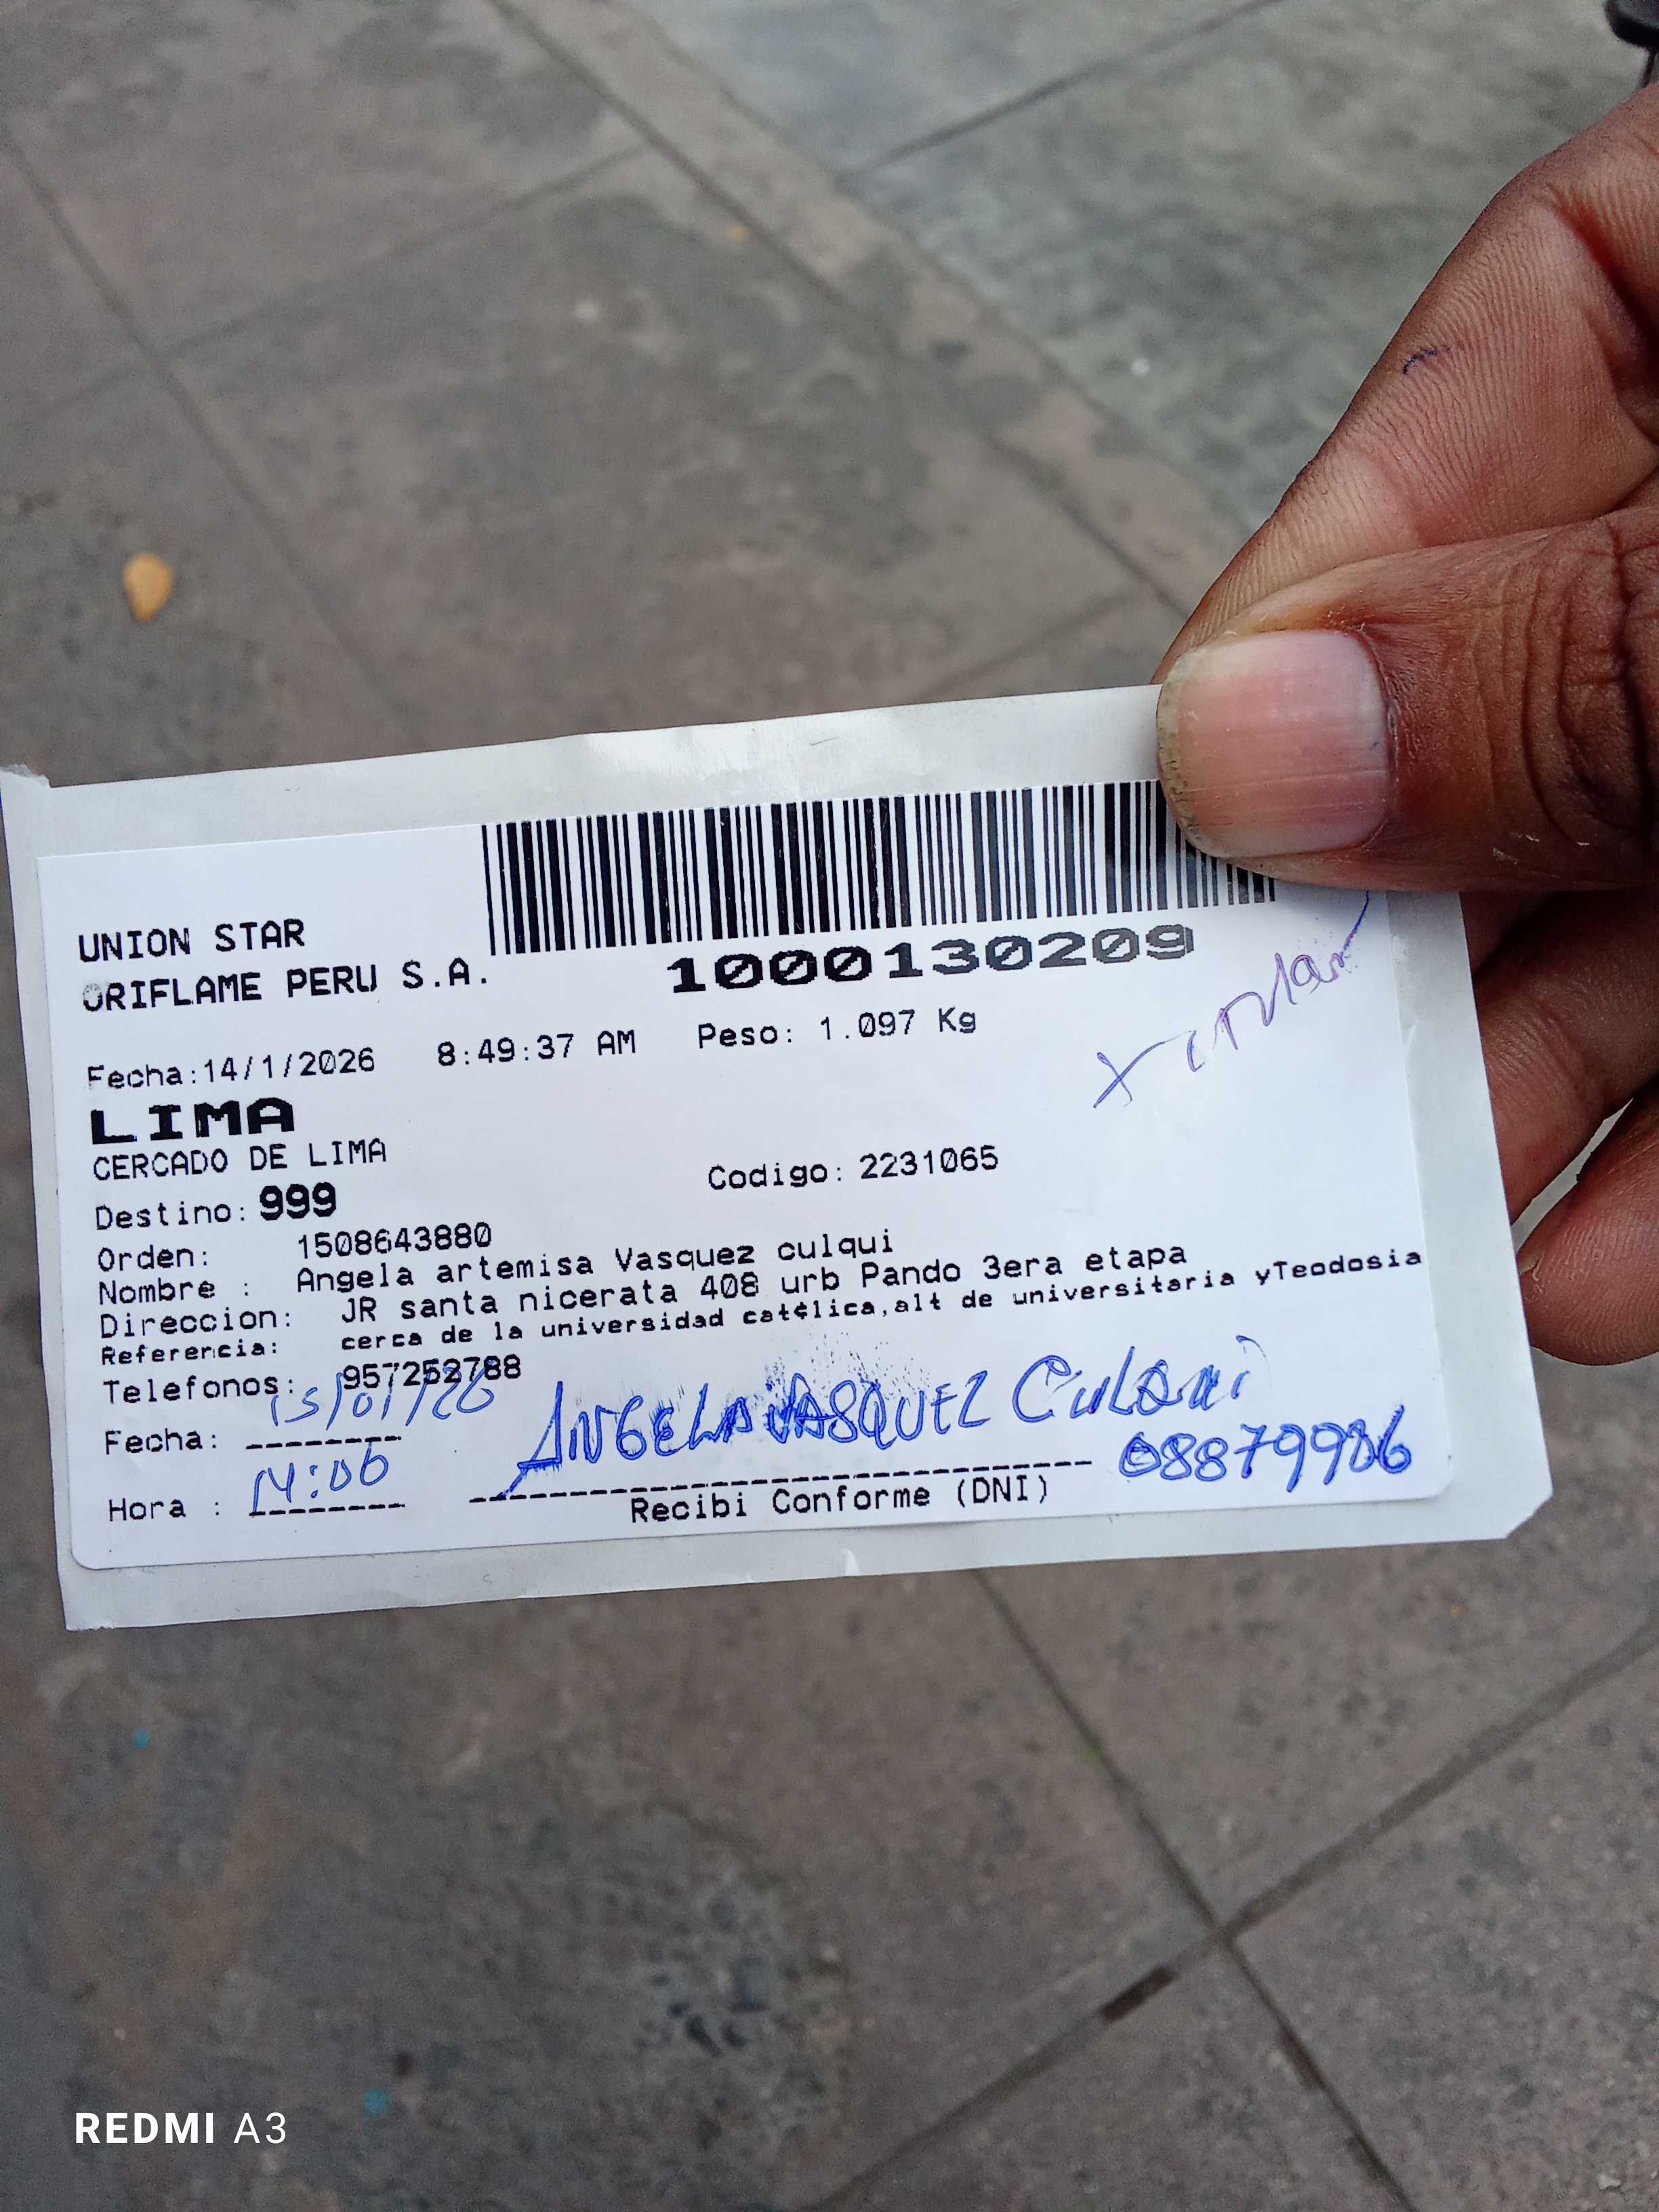 UNION STAR
ORIFLAME PERU S.A.
1000130209
Fecha:14/1/2026 8:49:37 AM Peso: 1.097 Kg
LIMA
CERCADO DE LIMA
Destino: 999 Codigo: 2231065
Orden: 1508643880
Nombre : Angela artemisa Vasquez culqui
Direccion: JR santa nicerata 408 urb Pando 3era etapa
Referencia: cerca de la universidad cat¢lica,alt de universitaria yTeodosia
Telefonos: 957252788
Fecha: 15/01/26
ANGELA VASQUEZ Culqui
Hora : 14:06
Recibi Conforme (DNI)
REDMI A3